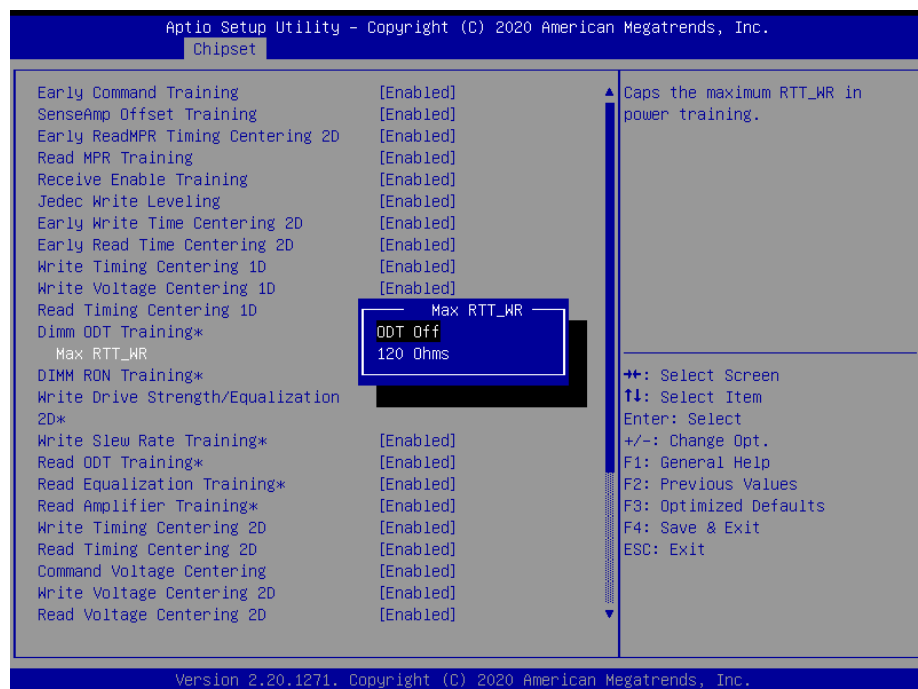 Aptio Setup Utility – Copyright (C) 2020 American Megatrends, Inc.
Chipset
Early Command Training [Enabled]
SenseAmp Offset Training [Enabled]
Early ReadMPR Timing Centering 2D [Enabled]
Read MPR Training [Enabled]
Receive Enable Training [Enabled]
Jedec Write Leveling [Enabled]
Early Write Time Centering 2D [Enabled]
Early Read Time Centering 2D [Enabled]
Write Timing Centering 1D [Enabled]
Write Voltage Centering 1D [Enabled]
Read Timing Centering 1D
Dimm ODT Training*
Max RTT_WR
DIMM RON Training*
Write Drive Strength/Equalization
2D*
Write Slew Rate Training* [Enabled]
Read ODT Training* [Enabled]
Read Equalization Training* [Enabled]
Read Amplifier Training* [Enabled]
Write Timing Centering 2D [Enabled]
Read Timing Centering 2D [Enabled]
Command Voltage Centering [Enabled]
Write Voltage Centering 2D [Enabled]
Read Voltage Centering 2D [Enabled]
Max RTT_WR
ODT Off
120 Ohms
Caps the maximum RTT_WR in
power training.
→←: Select Screen
↑↓: Select Item
Enter: Select
+/-: Change Opt.
F1: General Help
F2: Previous Values
F3: Optimized Defaults
F4: Save & Exit
ESC: Exit
Version 2.20.1271. Copyright (C) 2020 American Megatrends, Inc.